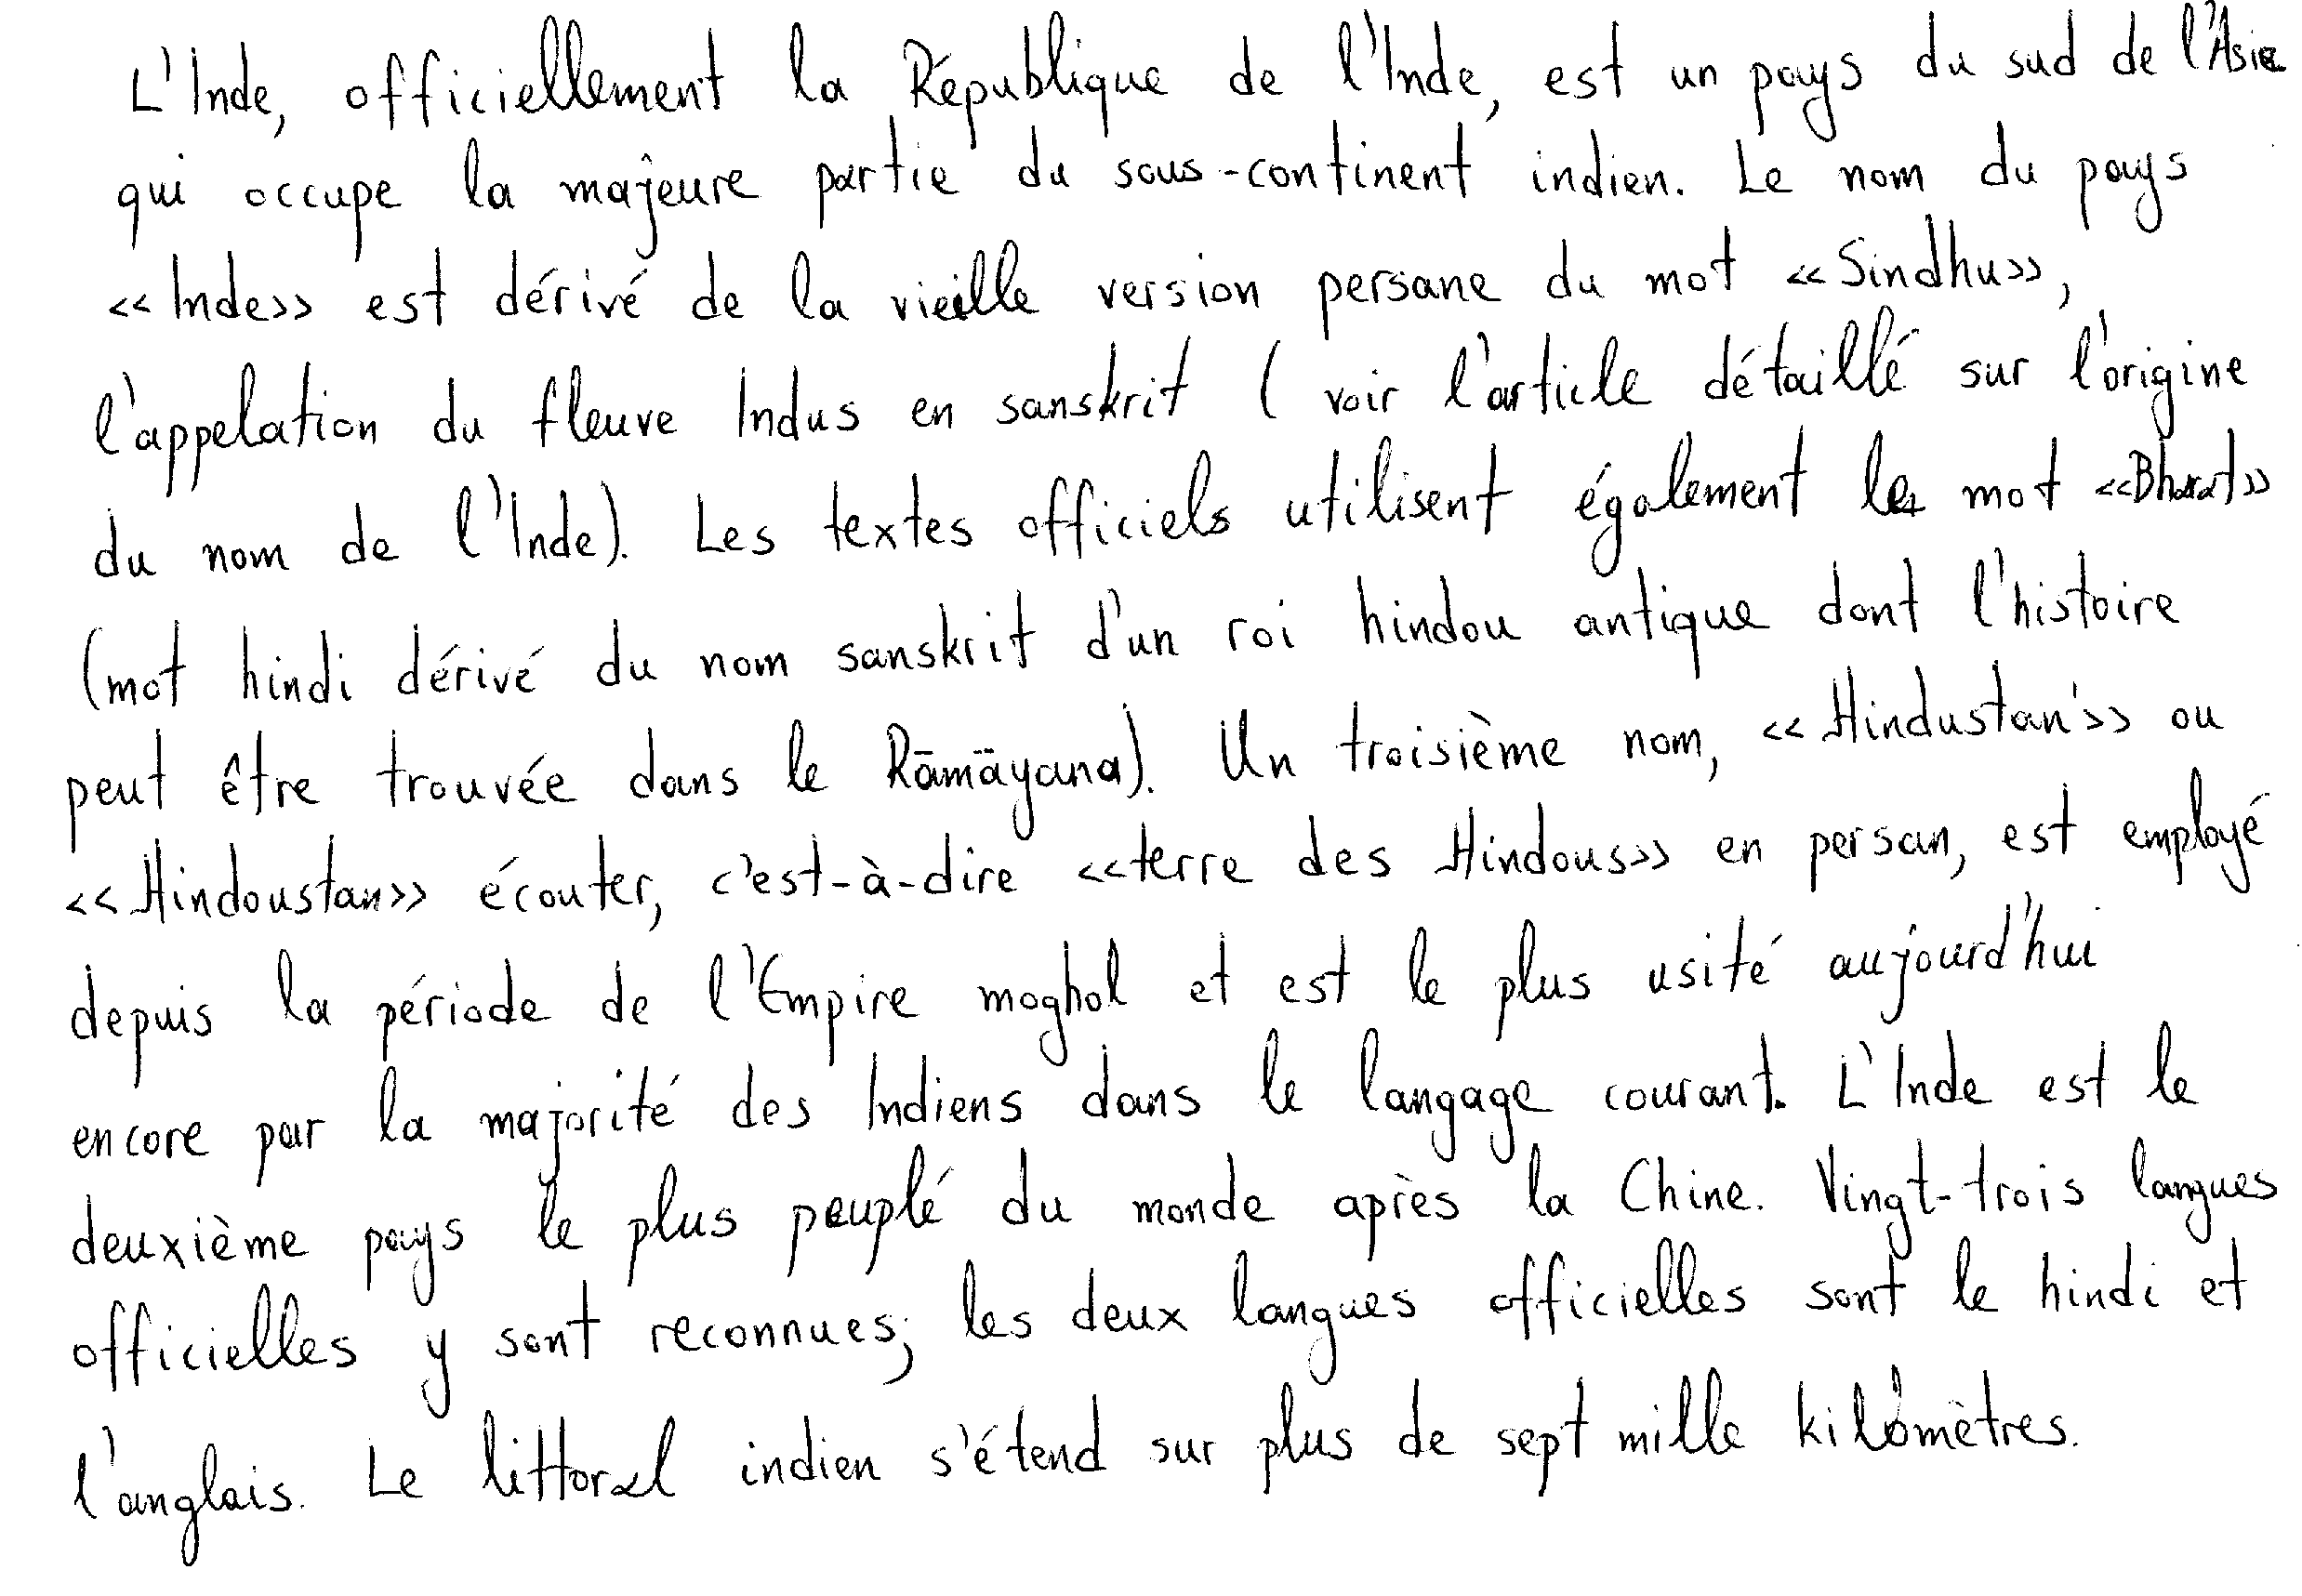 L'Inde, officiellement la République de l'Inde, est un pays du sud de l'Asie
qui occupe la majeure partie du sous-continent indien. Le nom du pays
«Inde» est dérivé de la vieille version persane du mot «Sindhu»,
l'appelation du fleuve Indus en sanskrit (voir l'article détaillé sur l'origine
du nom de l'Inde). Les textes officiels utilisent également le mot «Bharat»
(mot hindi dérivé du nom sanskrit d'un roi hindou antique dont l'histoire
peut être trouvée dans le Rāmāyana). Un troisième nom, «Hindustan» ou
«Hindoustan» écouter, c'est-à-dire «terre des Hindous» en persan, est employé
depuis la période de l'Empire moghol et est le plus usité aujourd'hui
encore par la majorité des Indiens dans le langage courant. L'Inde est le
deuxième pays le plus peuplé du monde après la Chine. Vingt-trois langues
officielles y sont reconnues; les deux langues officielles sont le hindi et
l'anglais. Le littoral indien s'étend sur plus de sept mille kilomètres.